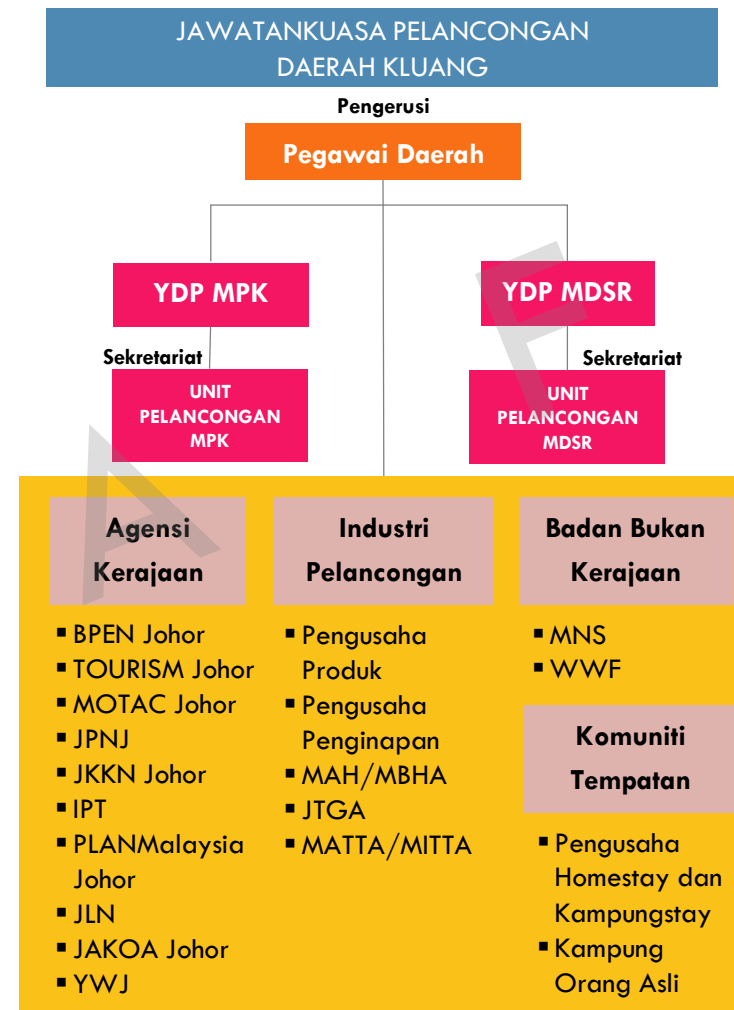 JAWATANKUASA PELANCONGAN
DAERAH KLUANG
Pengerusi
Pegawai Daerah
YDP MPK
YDP MDSR
Sekretariat
Sekretariat
UNIT
PELANCONGAN
MPK
UNIT
PELANCONGAN
MDSR
Agensi
Kerajaan
▪ BPEN Johor
▪ TOURISM Johor
▪ MOTAC Johor
▪ JPNJ
▪ JKKN Johor
▪ IPT
▪ PLANMalaysia
Johor
▪ JLN
▪ JAKOA Johor
▪ YWJ
Industri
Pelancongan
▪ Pengusaha
Produk
▪ Pengusaha
Penginapan
▪ MAH/MBHA
▪ JTGA
▪ MATTA/MITTA
Badan Bukan
Kerajaan
▪ MNS
▪ WWF
Komuniti
Tempatan
▪ Pengusaha
Homestay dan
Kampungstay
▪ Kampung
Orang Asli
A
F